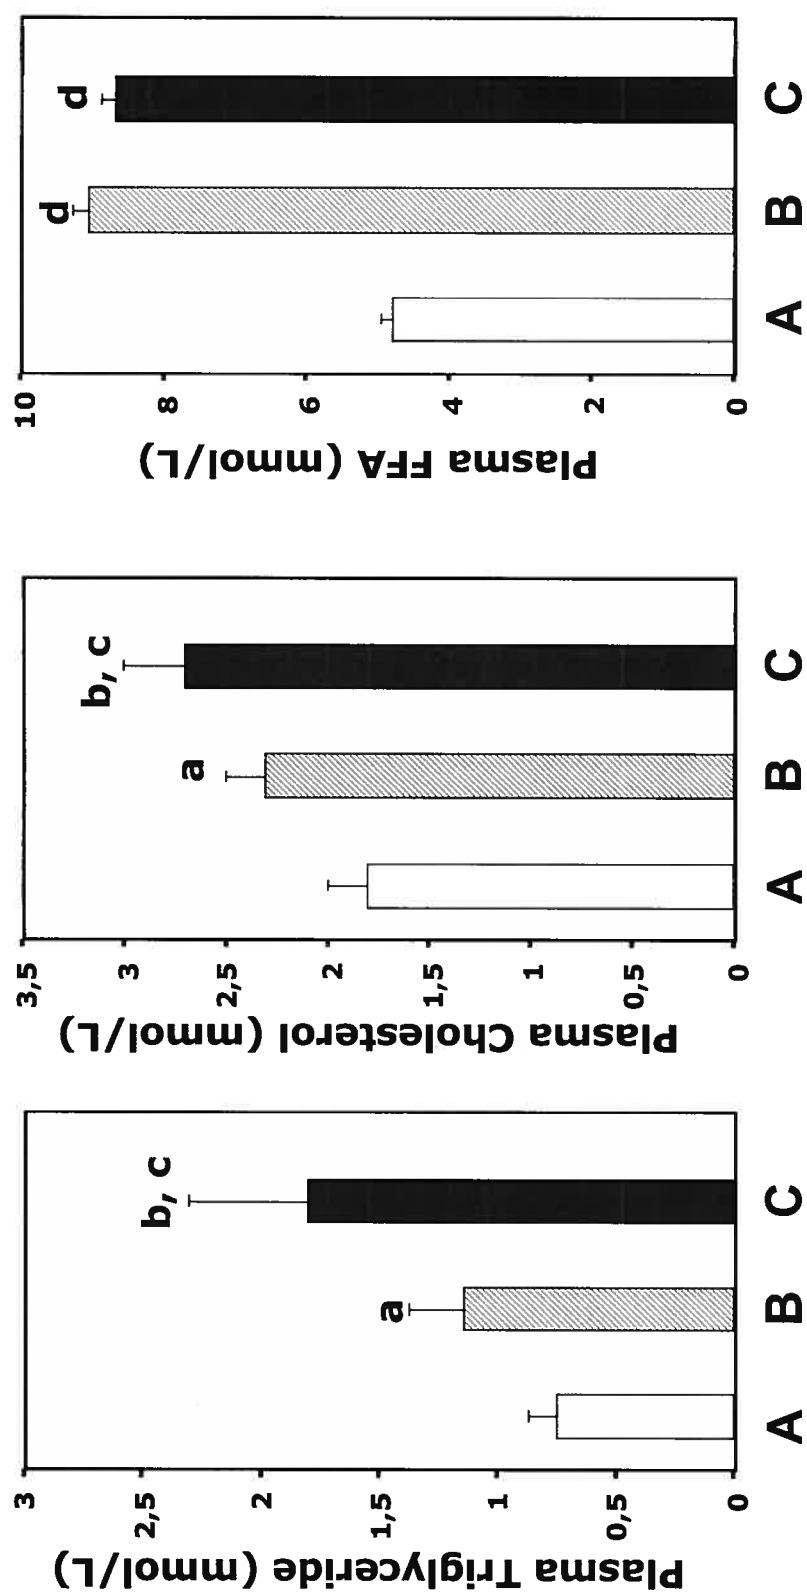 Plasma Triglyceride (mmol/L)
3
2,5
2
1,5
1
0,5
0
a
b, c
A B C
Plasma Cholesterol (mmol/L)
3,5
3
2,5
2
1,5
1
0,5
0
a
b, c
A B C
Plasma FFA (mmol/L)
10
8
6
4
2
0
d
d
A B C